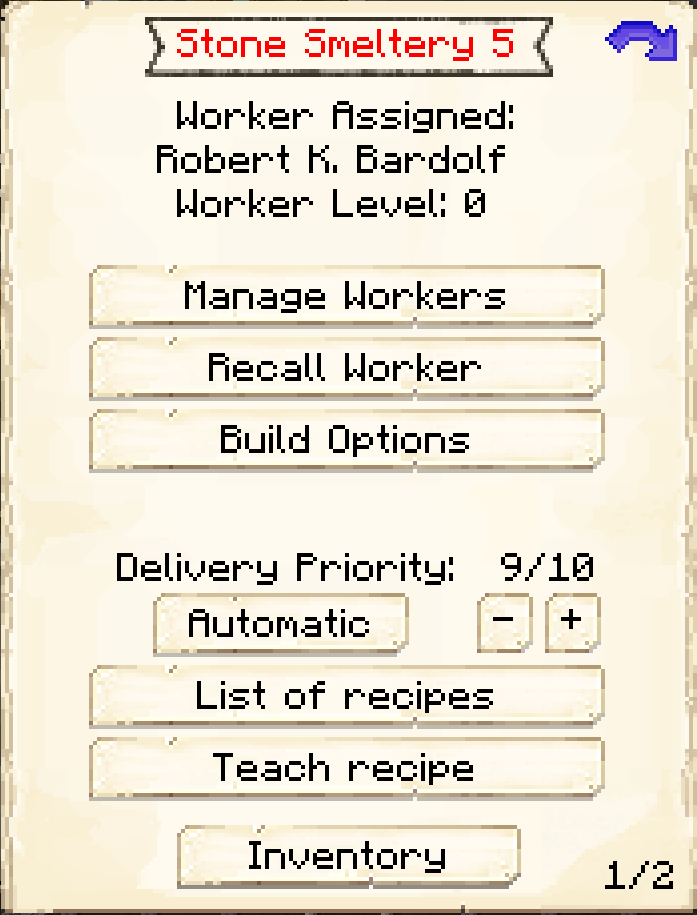 Stone Smeltery 5
Worker Assigned:
Robert K. Bardolf
Worker Level: 0
Manage Workers
Recall Worker
Build Options
Delivery Priority: 9/10
Automatic - +
List of recipes
Teach recipe
Inventory
1/2